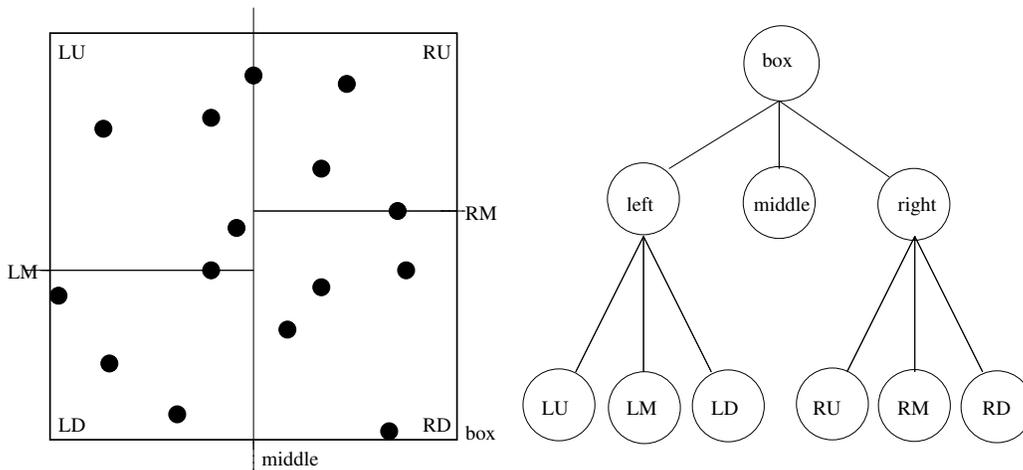 LU
RU
RM
LM
LD
RD
box
middle
box
left
middle
right
LU
LM
LD
RU
RM
RD